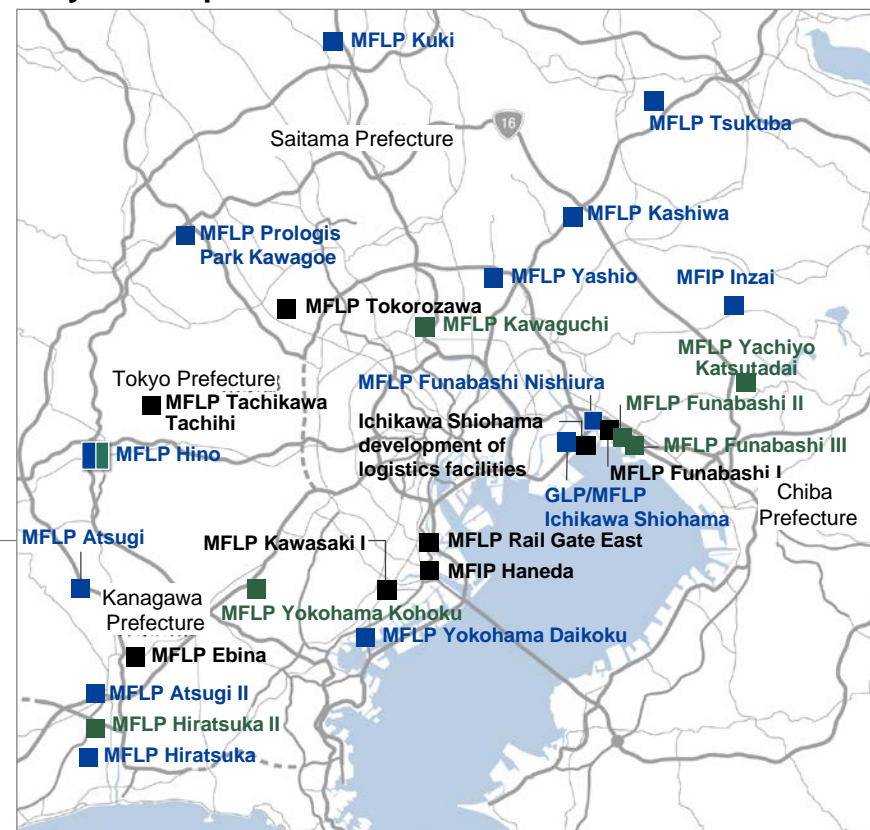 MFLP Kuki
MFLP Tsukuba
16
Saitama Prefecture
MFLP Kashiwa
MFLP Prologis
Park Kawagoe
MFLP Yashio
MFIP Inzai
MFLP Tokorozawa
MFLP Kawaguchi
MFLP Yachiyo
Katsutadai
Tokyo Prefecture
MFLP Funabashi Nishiura
MFLP Tachikawa
Tachihi
MFLP Funabashi II
Ichikawa Shiohama
development of
logistics facilities
MFLP Funabashi III
MFLP Hino
MFLP Funabashi I
GLP/MFLP
Ichikawa Shiohama
Chiba
Prefecture
MFLP Atsugi
MFLP Kawasaki I
MFLP Rail Gate East
MFIP Haneda
Kanagawa
Prefecture
MFLP Yokohama Kohoku
MFLP Yokohama Daikoku
MFLP Ebina
MFLP Atsugi II
MFLP Hiratsuka II
MFLP Hiratsuka